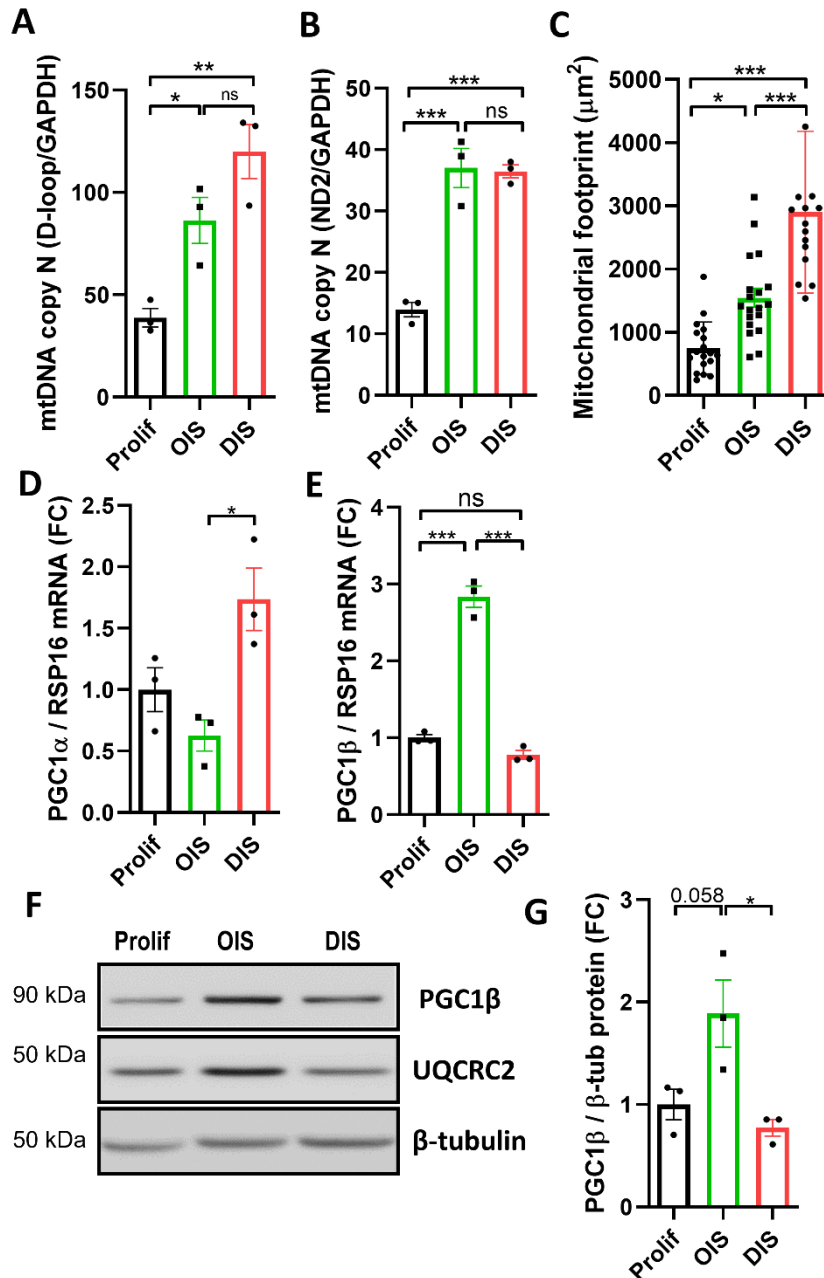 A
mtDNA copy N (D-loop/GAPDH)
150
100
50
0
**
*
ns
Prolif
OIS
DIS
B
mtDNA copy N (ND2/GAPDH)
50
40
30
20
10
0
***
***
ns
Prolif
OIS
DIS
C
Mitochondrial footprint (μm²)
5000
4000
3000
2000
1000
0
***
*
***
Prolif
OIS
DIS
D
PGC1α / RSP16 mRNA (FC)
2.5
2.0
1.5
1.0
0.5
0.0
*
Prolif
OIS
DIS
E
PGC1β / RSP16 mRNA (FC)
4
3
2
1
0
ns
***
***
Prolif
OIS
DIS
F
Prolif OIS DIS
90 kDa PGC1β
50 kDa UQCRC2
50 kDa β-tubulin
G
PGC1β / β-tub protein (FC)
3
2
1
0
0.058
*
Prolif
OIS
DIS